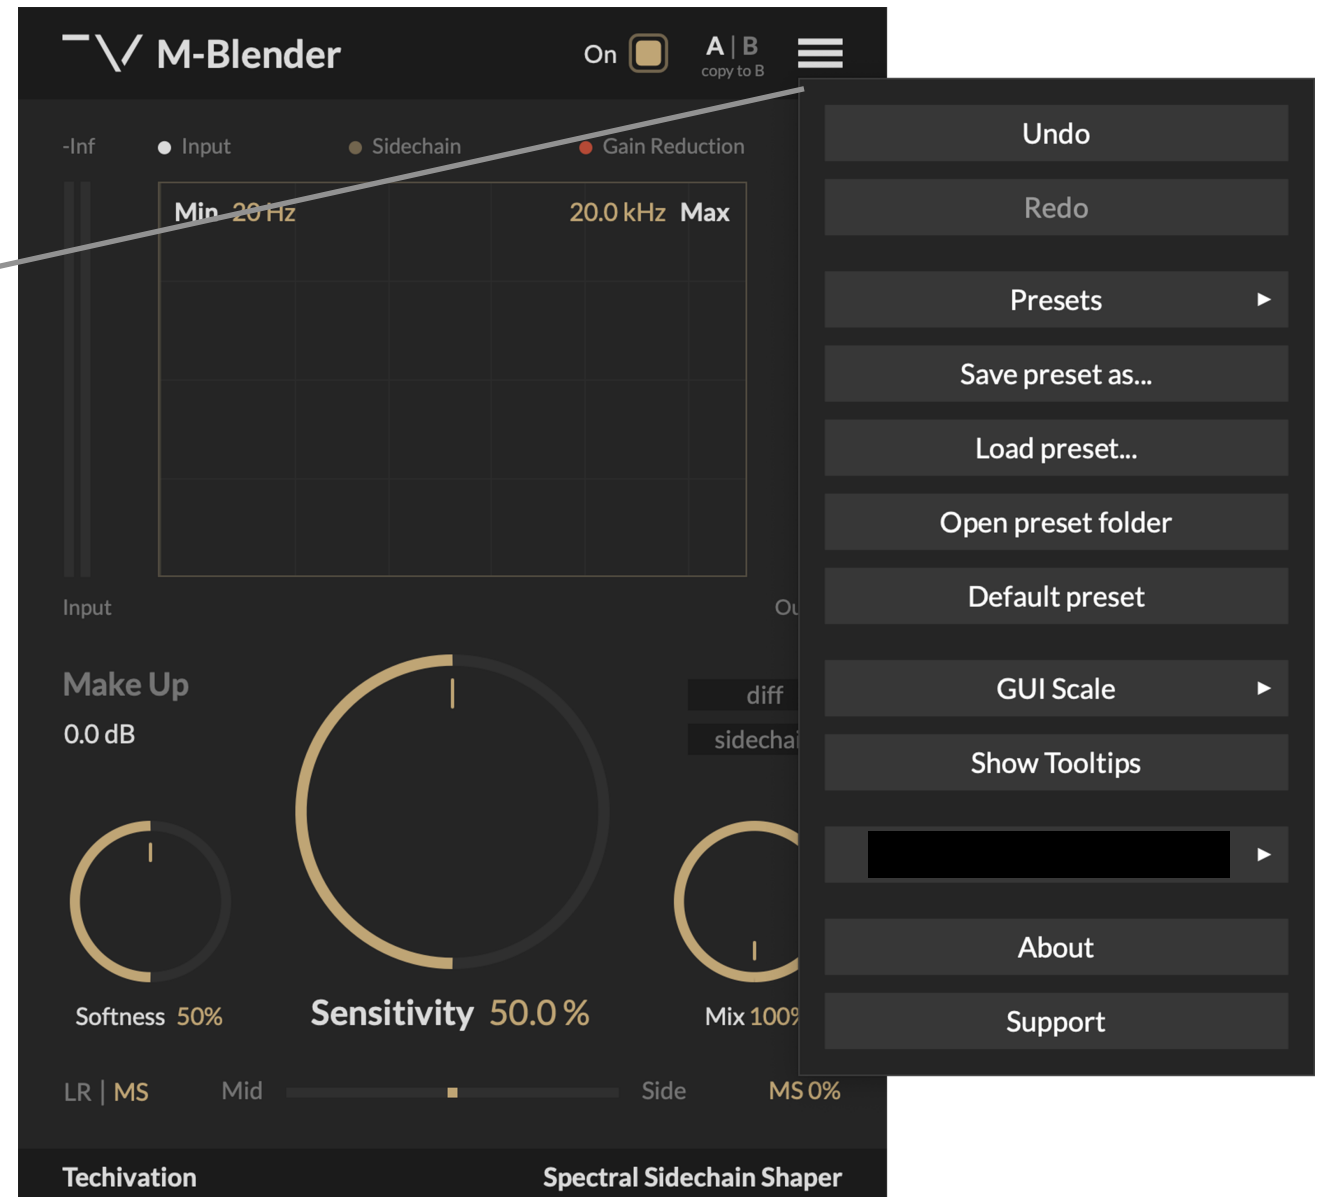 M-Blender
On
A | B
copy to B
-Inf
Input
Sidechain
Gain Reduction
Min 20 Hz
20.0 kHz Max
Input
Make Up
0.0 dB
diff
Softness 50%
Sensitivity 50.0 %
Mix 100%
LR | MS
Mid
Side
MS 0%
Techivation
Spectral Sidechain Shaper
Undo
Redo
Presets
Save preset as...
Load preset...
Open preset folder
Default preset
GUI Scale
Show Tooltips
About
Support